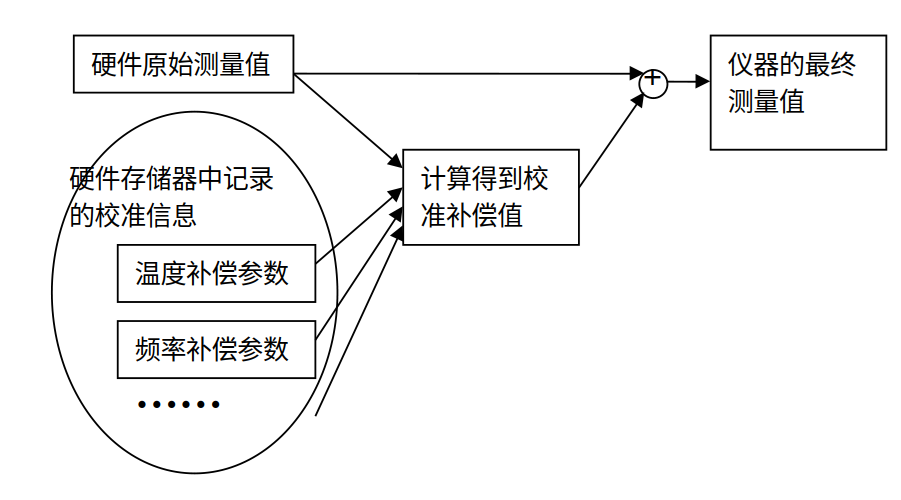 硬件原始测量值
+
仪器的最终
测量值
硬件存储器中记录
的校准信息
计算得到校
准补偿值
温度补偿参数
频率补偿参数
••••••